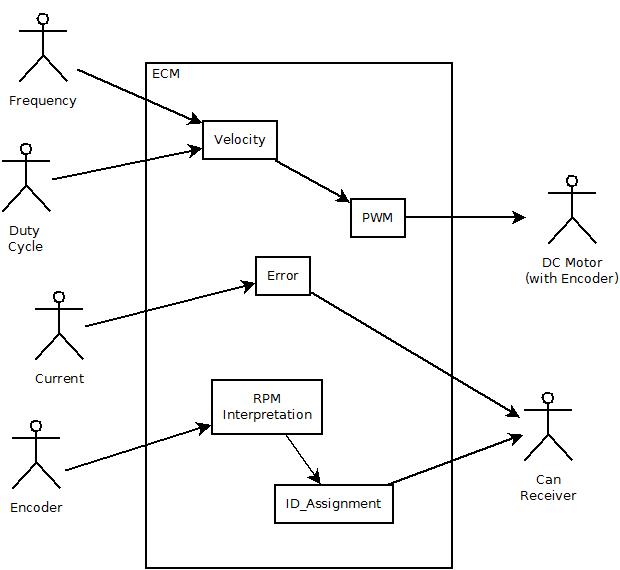 ECM
Frequency
Velocity
Duty
Cycle
PWM
DC Motor
(with Encoder)
Error
Current
RPM
Interpretation
Can
Receiver
Encoder
ID_Assignment